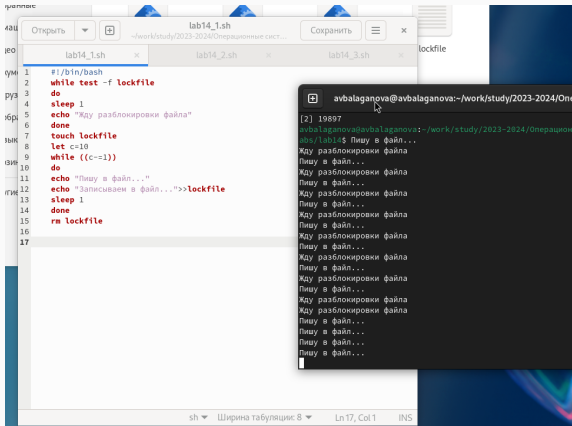 Открыть
lab14_1.sh
~/work/study/2023-2024/Операционные сист...
Сохранить
lab14_1.sh
lab14_2.sh
lab14_3.sh
lockfile
1 #!/bin/bash
2 while test -f lockfile
3 do
4 sleep 1
5 echo "Жду разблокировки файла"
6 done
7 touch lockfile
8 let c=10
9 while ((c-=1))
10 do
11 echo "Пишу в файл..."
12 echo "Записываем в файл...">>lockfile
13 sleep 1
14 done
15 rm lockfile
16
17
sh
Ширина табуляции: 8
Ln 17, Col 1
INS
avbalaganova@avbalaganova:~/work/study/2023-2024/Опе
[2] 19897
avbalaganova@avbalaganova:~/work/study/2023-2024/Операцион
abs/lab14$ Пишу в файл...
Жду разблокировки файла
Пишу в файл...
Жду разблокировки файла
Пишу в файл...
Жду разблокировки файла
Пишу в файл...
Жду разблокировки файла
Пишу в файл...
Жду разблокировки файла
Пишу в файл...
Жду разблокировки файла
Пишу в файл...
Жду разблокировки файла
Пишу в файл...
Жду разблокировки файла
Жду разблокировки файла
Пишу в файл...
Пишу в файл...
Пишу в файл...
Пишу в файл...